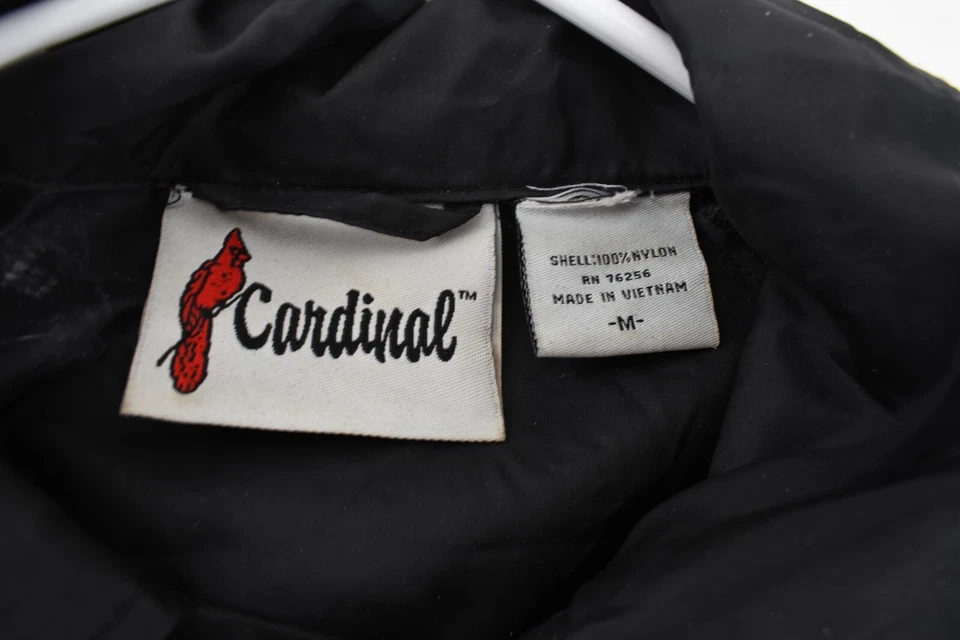 Cardinal™
SHELL:100%NYLON
RN 76256
MADE IN VIETNAM
-M-